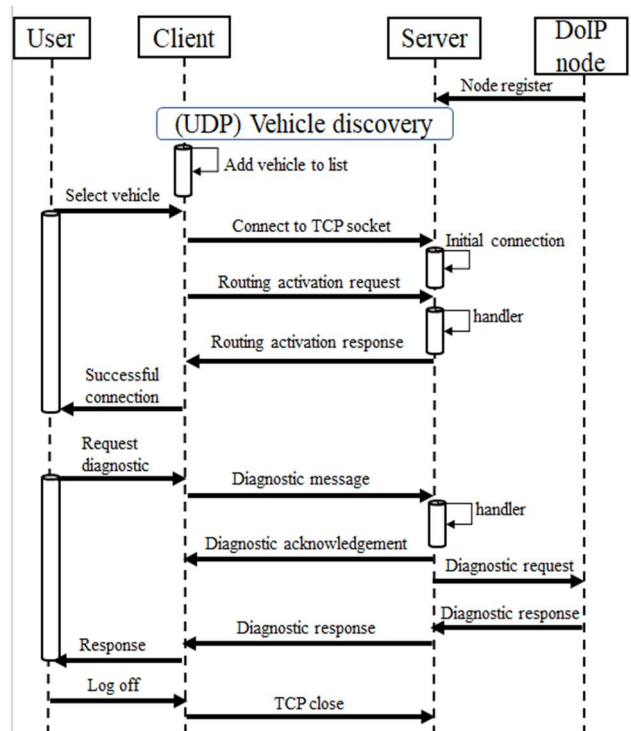 User
Client
Server
DoIP
node
Node register
(UDP) Vehicle discovery
Add vehicle to list
Select vehicle
Connect to TCP socket
Initial connection
Routing activation request
handler
Routing activation response
Successful
connection
Request
diagnostic
Diagnostic message
handler
Diagnostic acknowledgement
Diagnostic request
Diagnostic response
Diagnostic response
Response
Log off
TCP close